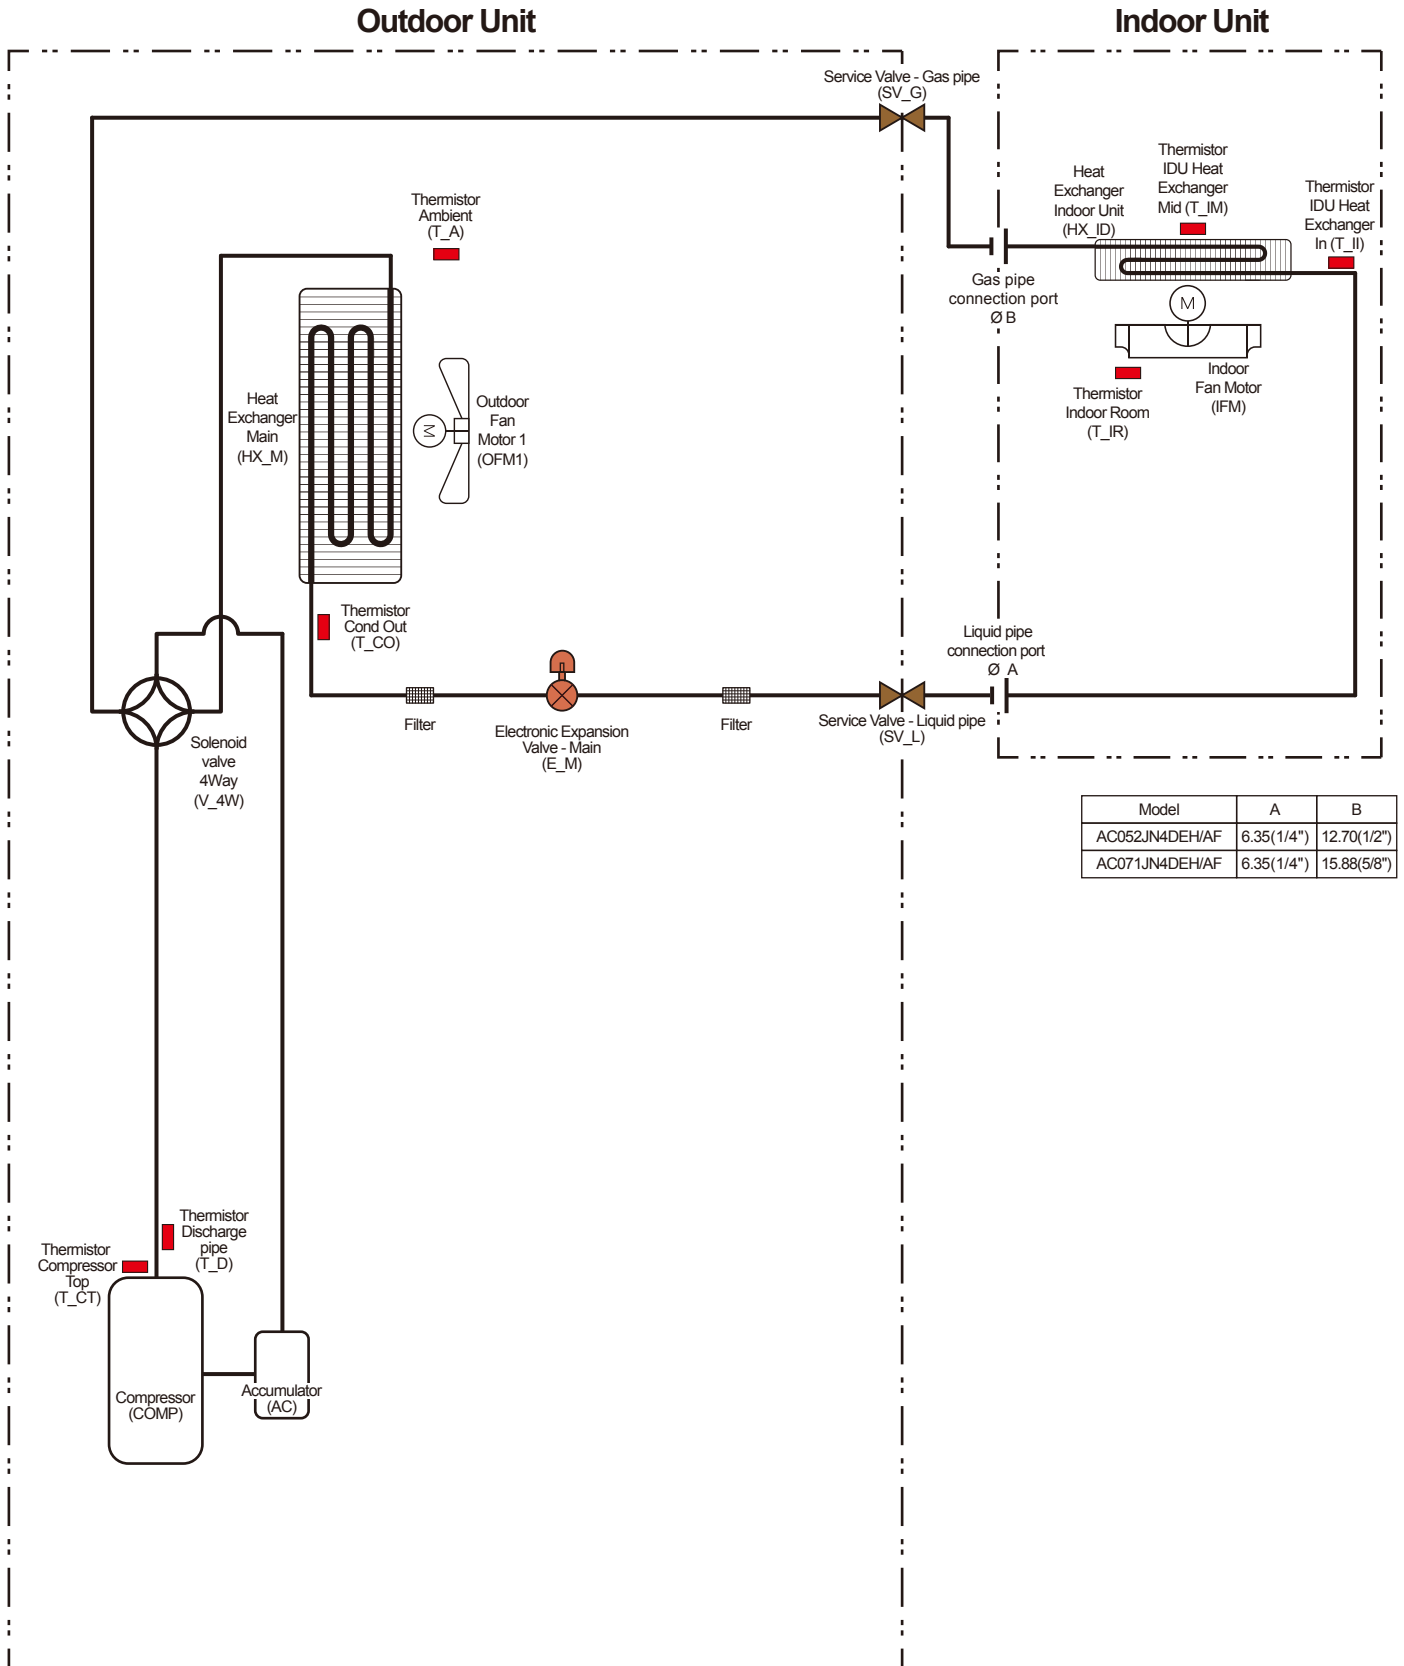 Outdoor Unit
Indoor Unit
Service Valve - Gas pipe
(SV_G)
Thermistor
Ambient
(T_A)
Heat
Exchanger
Indoor Unit
(HX_ID)
Thermistor
IDU Heat
Exchanger
Mid (T_IM)
Thermistor
IDU Heat
Exchanger
In (T_II)
Gas pipe
connection port
Ø B
M
Indoor
Fan Motor
(IFM)
Thermistor
Indoor Room
(T_IR)
Heat
Exchanger
Main
(HX_M)
M
Outdoor
Fan
Motor 1
(OFM1)
Thermistor
Cond Out
(T_CO)
Liquid pipe
connection port
Ø A
Filter
Electronic Expansion
Valve - Main
(E_M)
Filter
Service Valve - Liquid pipe
(SV_L)
Solenoid
valve
4Way
(V_4W)
Model A B
AC052JN4DEH/AF 6.35(1/4") 12.70(1/2")
AC071JN4DEH/AF 6.35(1/4") 15.88(5/8")
Thermistor
Discharge
pipe
(T_D)
Thermistor
Compressor
Top
(T_CT)
Compressor
(COMP)
Accumulator
(AC)